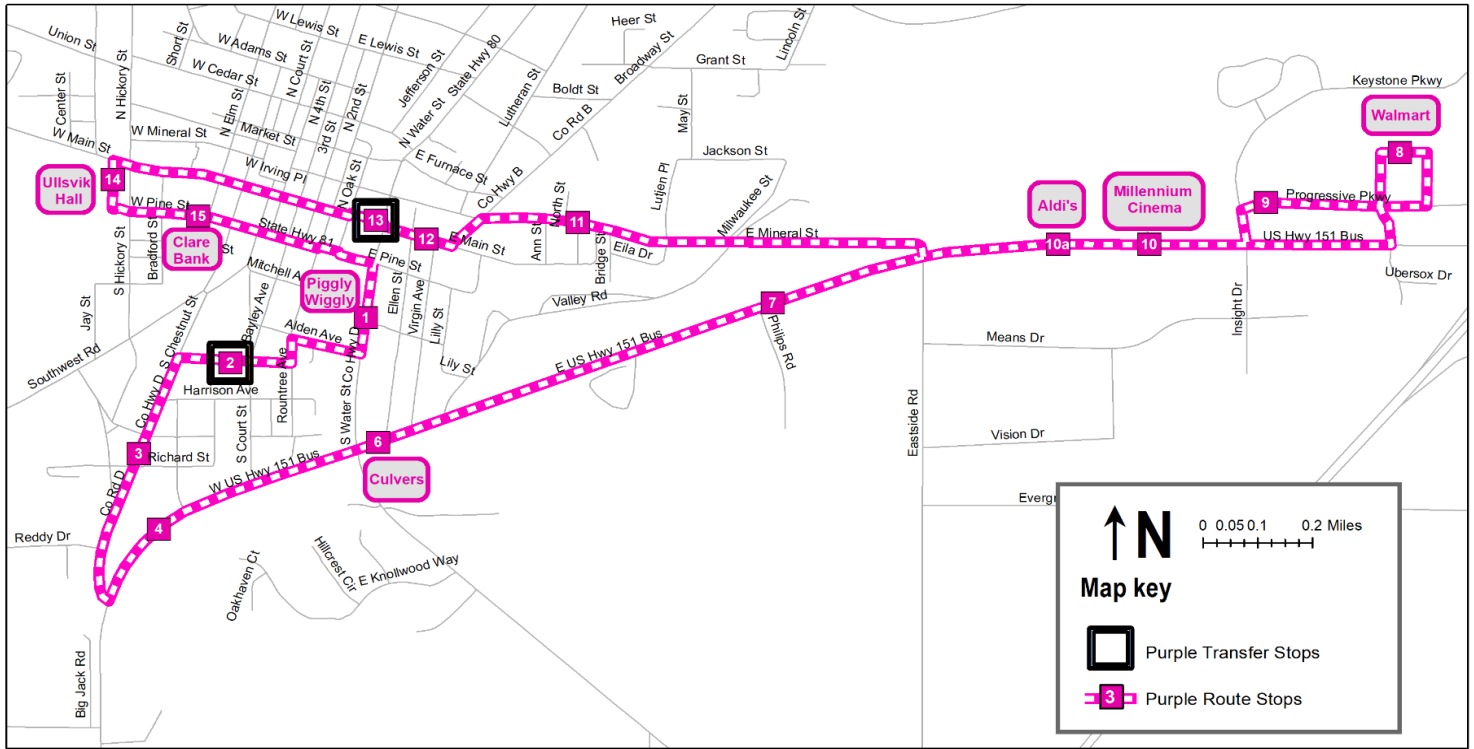 W Lewis St
Heer St
Lincoln St
Union St
Short St
W Adams St
N Court St
E Lewis St
State Hwy 80
Broadway St
Grant St
N Hickory St
W Cedar St
Jefferson St
Center St
N 4th St
N 2nd St
N Water St
Lutheran St
Boldt St
Keystone Pkwy
N Elm St
Market St
3rd St
Co Rd B
May St
Walmart
W Main St
W Mineral St
E Furnace St
Jackson St
8
W Irving Pl
Co Hwy B
Lutjen Pl
Milwaukee St
Ullsvik
Hall
14
N Oak St
North St
Aldi's
Millennium
Cinema
Progressive Pkwy
9
W Pine St
15
13
11
State Hwy 81
12
E Main St
E Mineral St
US Hwy 151 Bus
Clare
Bank
St
Bradford St
S Hickory St
E Pine St
Ann St
Bridge St
Eila Dr
10a
10
Mitchell A
Piggly
Wiggly
Ellen St
Virgin Ave
Ubersox Dr
Jay St
S Chestnut St
Bayley Ave
Valley Rd
Lilly St
7
Insight Dr
1
Alden Ave
Philips Rd
Means Dr
Southwest Rd
2
Co Hwy D
Lily St
E US Hwy 151 Bus
Harrison Ave
Rountree Ave
Co Hwy D
S Court St
S Water St
Eastside Rd
Vision Dr
6
3
Richard St
W US Hwy 151 Bus
Culvers
Co Rd D
Evergr
4
Reddy Dr
Hillcrest Cir
E Knollwood Way
Oakhaven Ct
Big Jack Rd
N
0 0.05 0.1 0.2 Miles
Map key
Purple Transfer Stops
3 Purple Route Stops